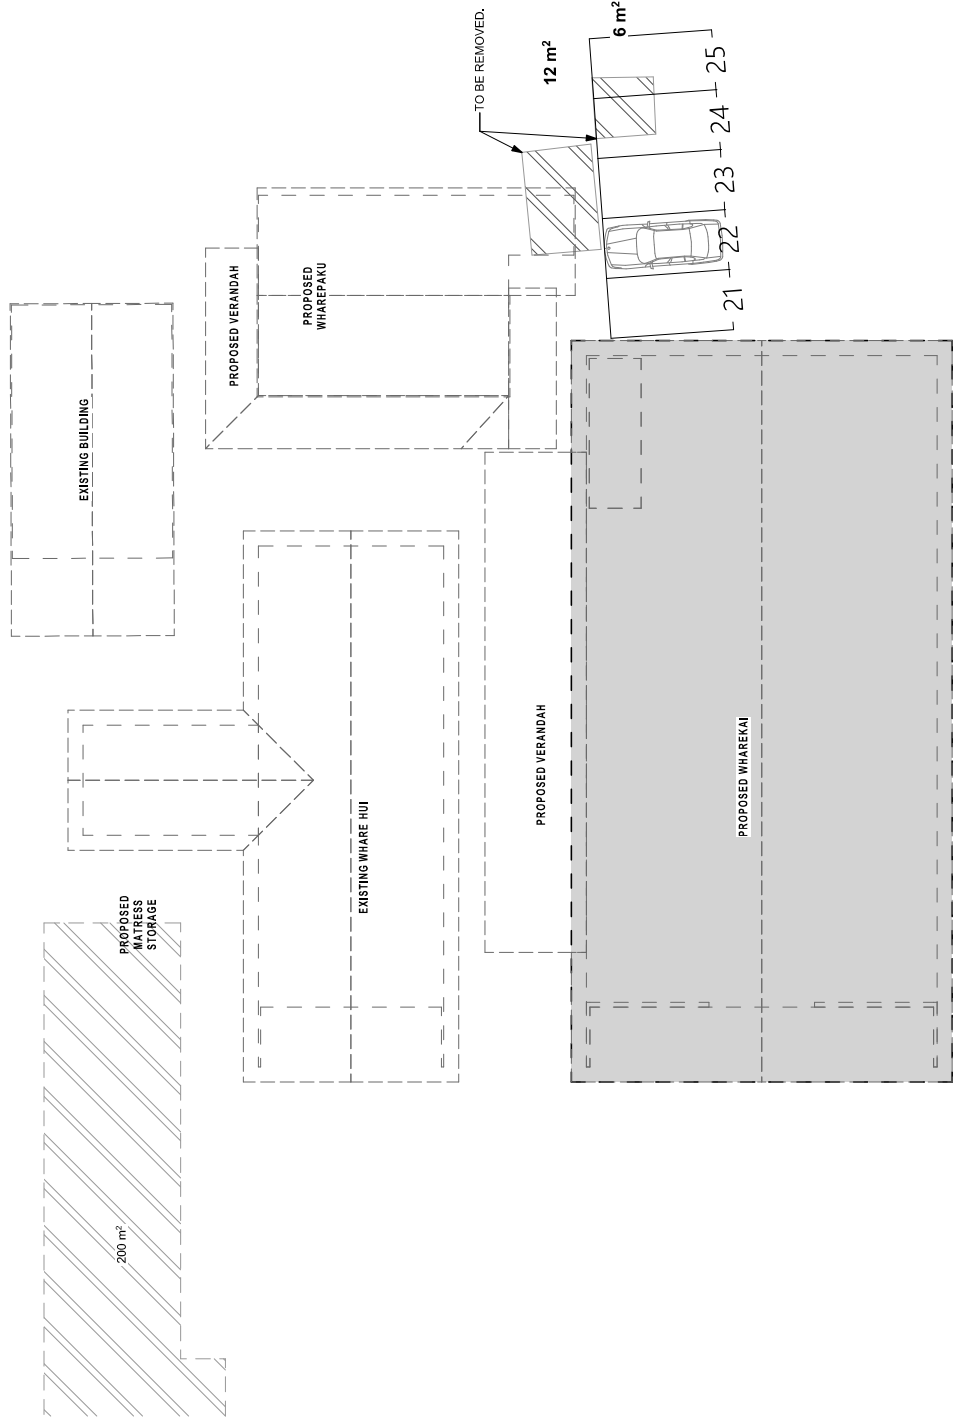 TO BE REMOVED.
12 m²
6 m²
25
24
23
22
21
PROPOSED VERANDAH
PROPOSED
WHAREPAKU
EXISTING BUILDING
PROPOSED VERANDAH
PROPOSED WHAREKAI
EXISTING WHARE HUI
PROPOSED
MATRESS
STORAGE
200 m²